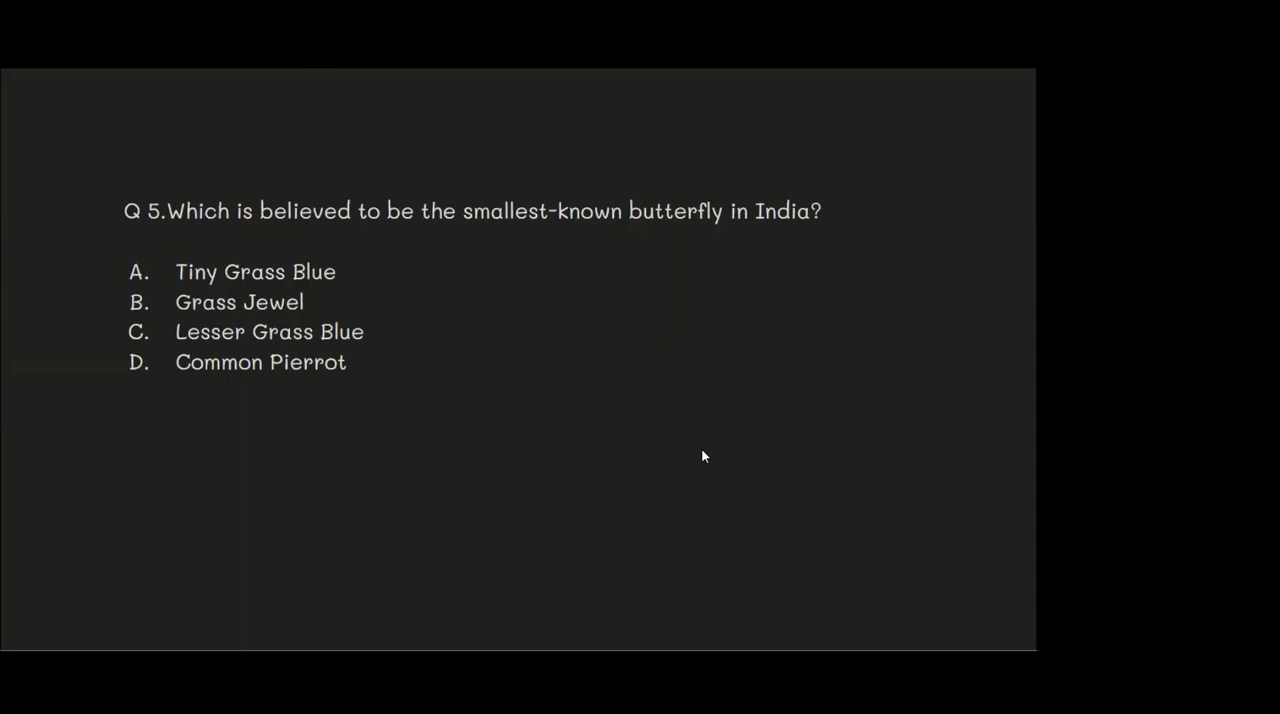 Q 5.Which is believed to be the smallest-known butterfly in India?
A. Tiny Grass Blue
B. Grass Jewel
C. Lesser Grass Blue
D. Common Pierrot